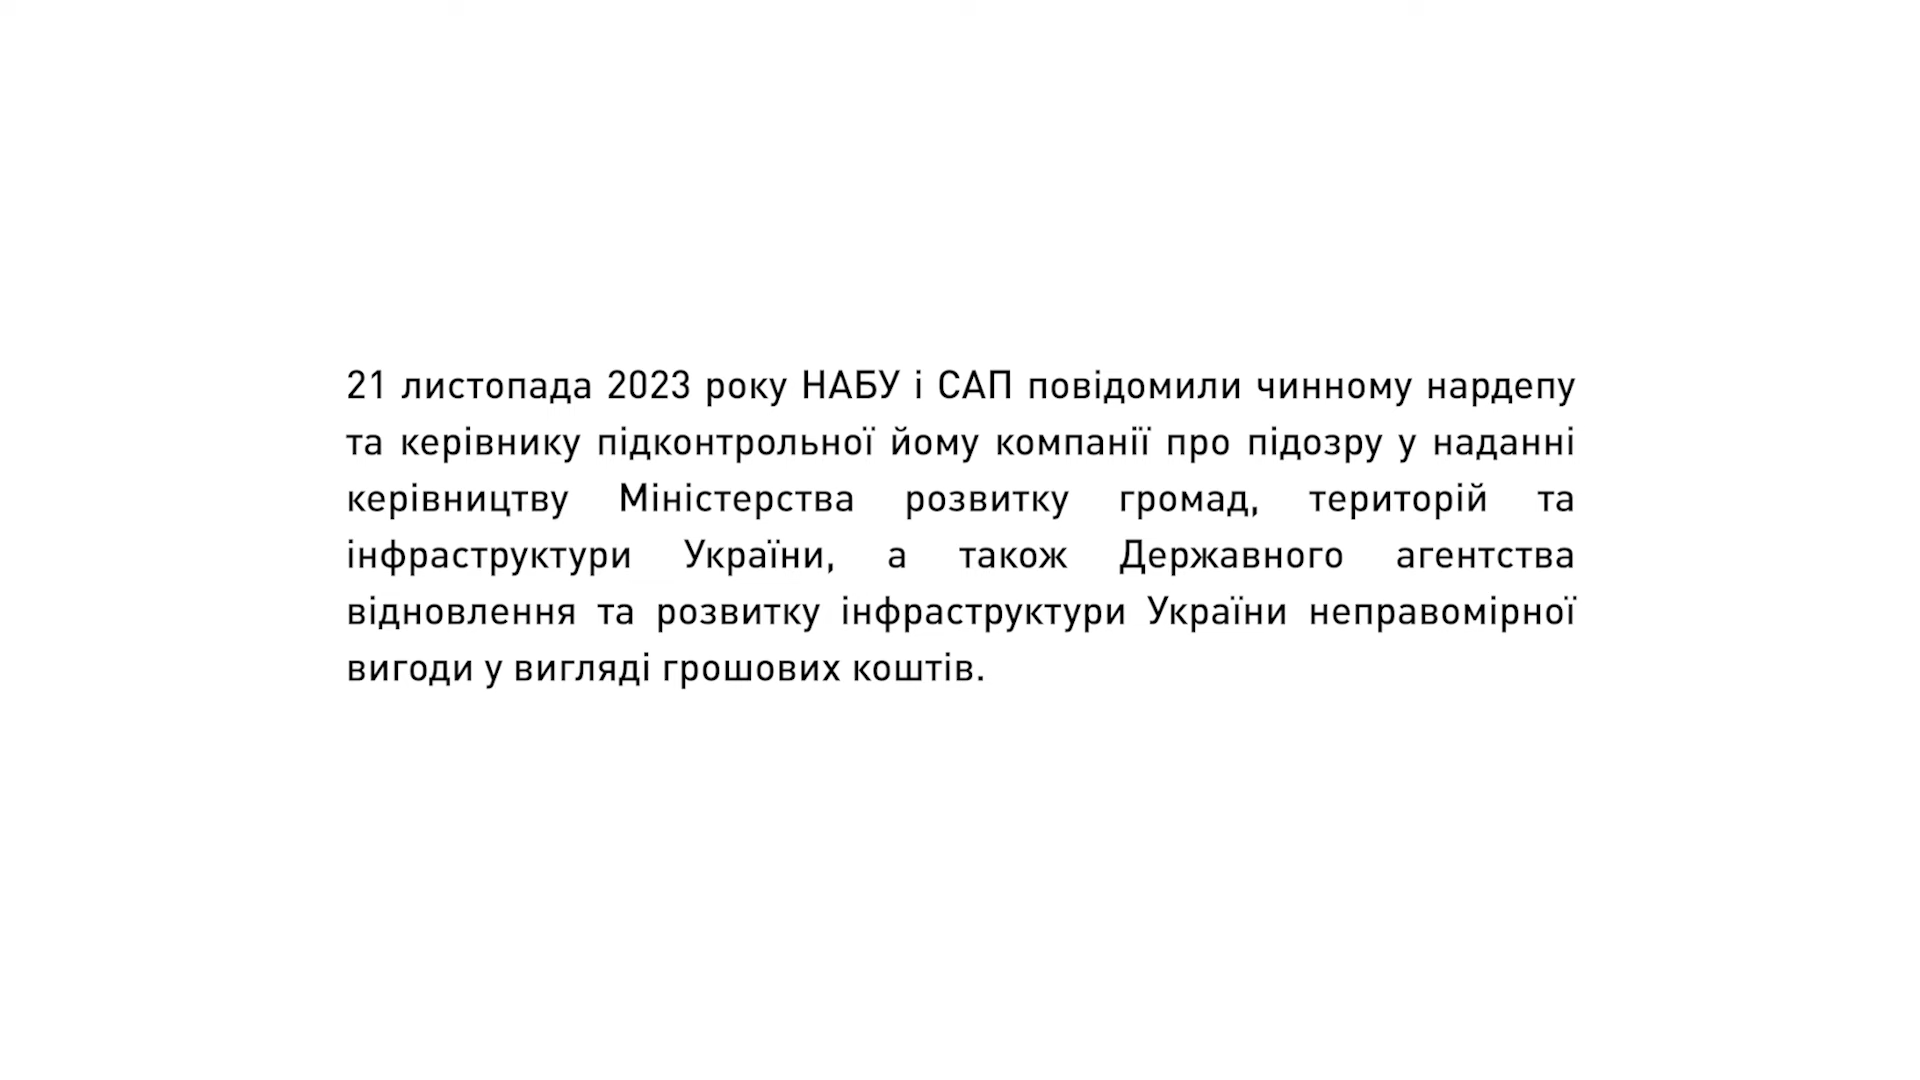 21 листопада 2023 року НАБУ і САП повідомили чинному нардепу
та керівнику підконтрольної йому компанії про підозру у наданні
керівництву Міністерства розвитку громад, територій та
інфраструктури України, а також Державного агентства
відновлення та розвитку інфраструктури України неправомірної
вигоди у вигляді грошових коштів.